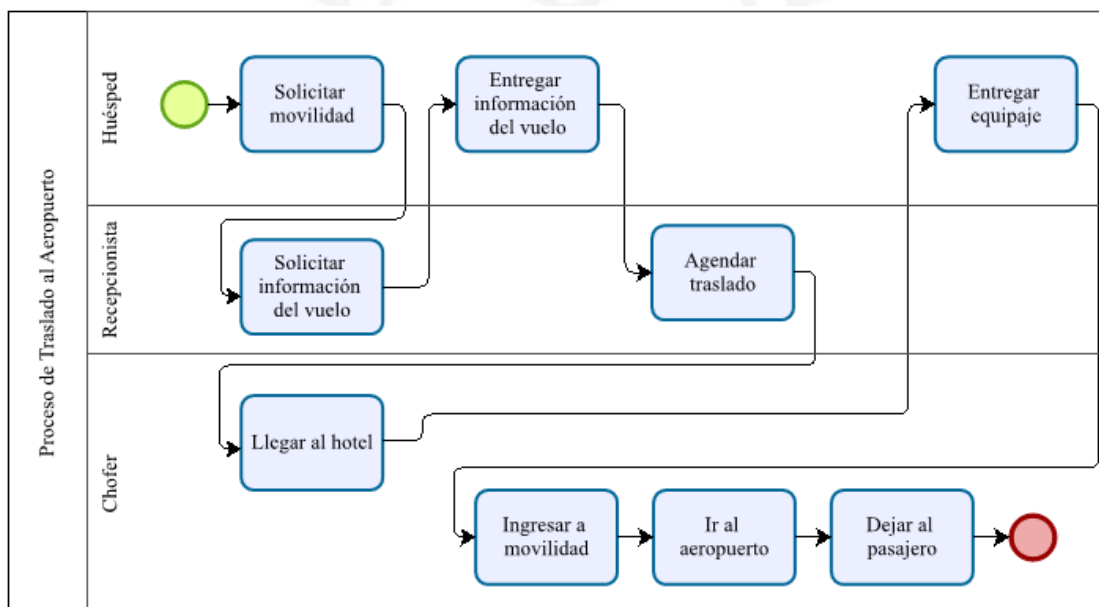 Proceso de Traslado al Aeropuerto
Huésped
Solicitar
movilidad
Entregar
información
del vuelo
Entregar
equipaje
Recepcionista
Solicitar
información
del vuelo
Agendar
traslado
Chofer
Llegar al hotel
Ingresar a
movilidad
Ir al
aeropuerto
Dejar al
pasajero